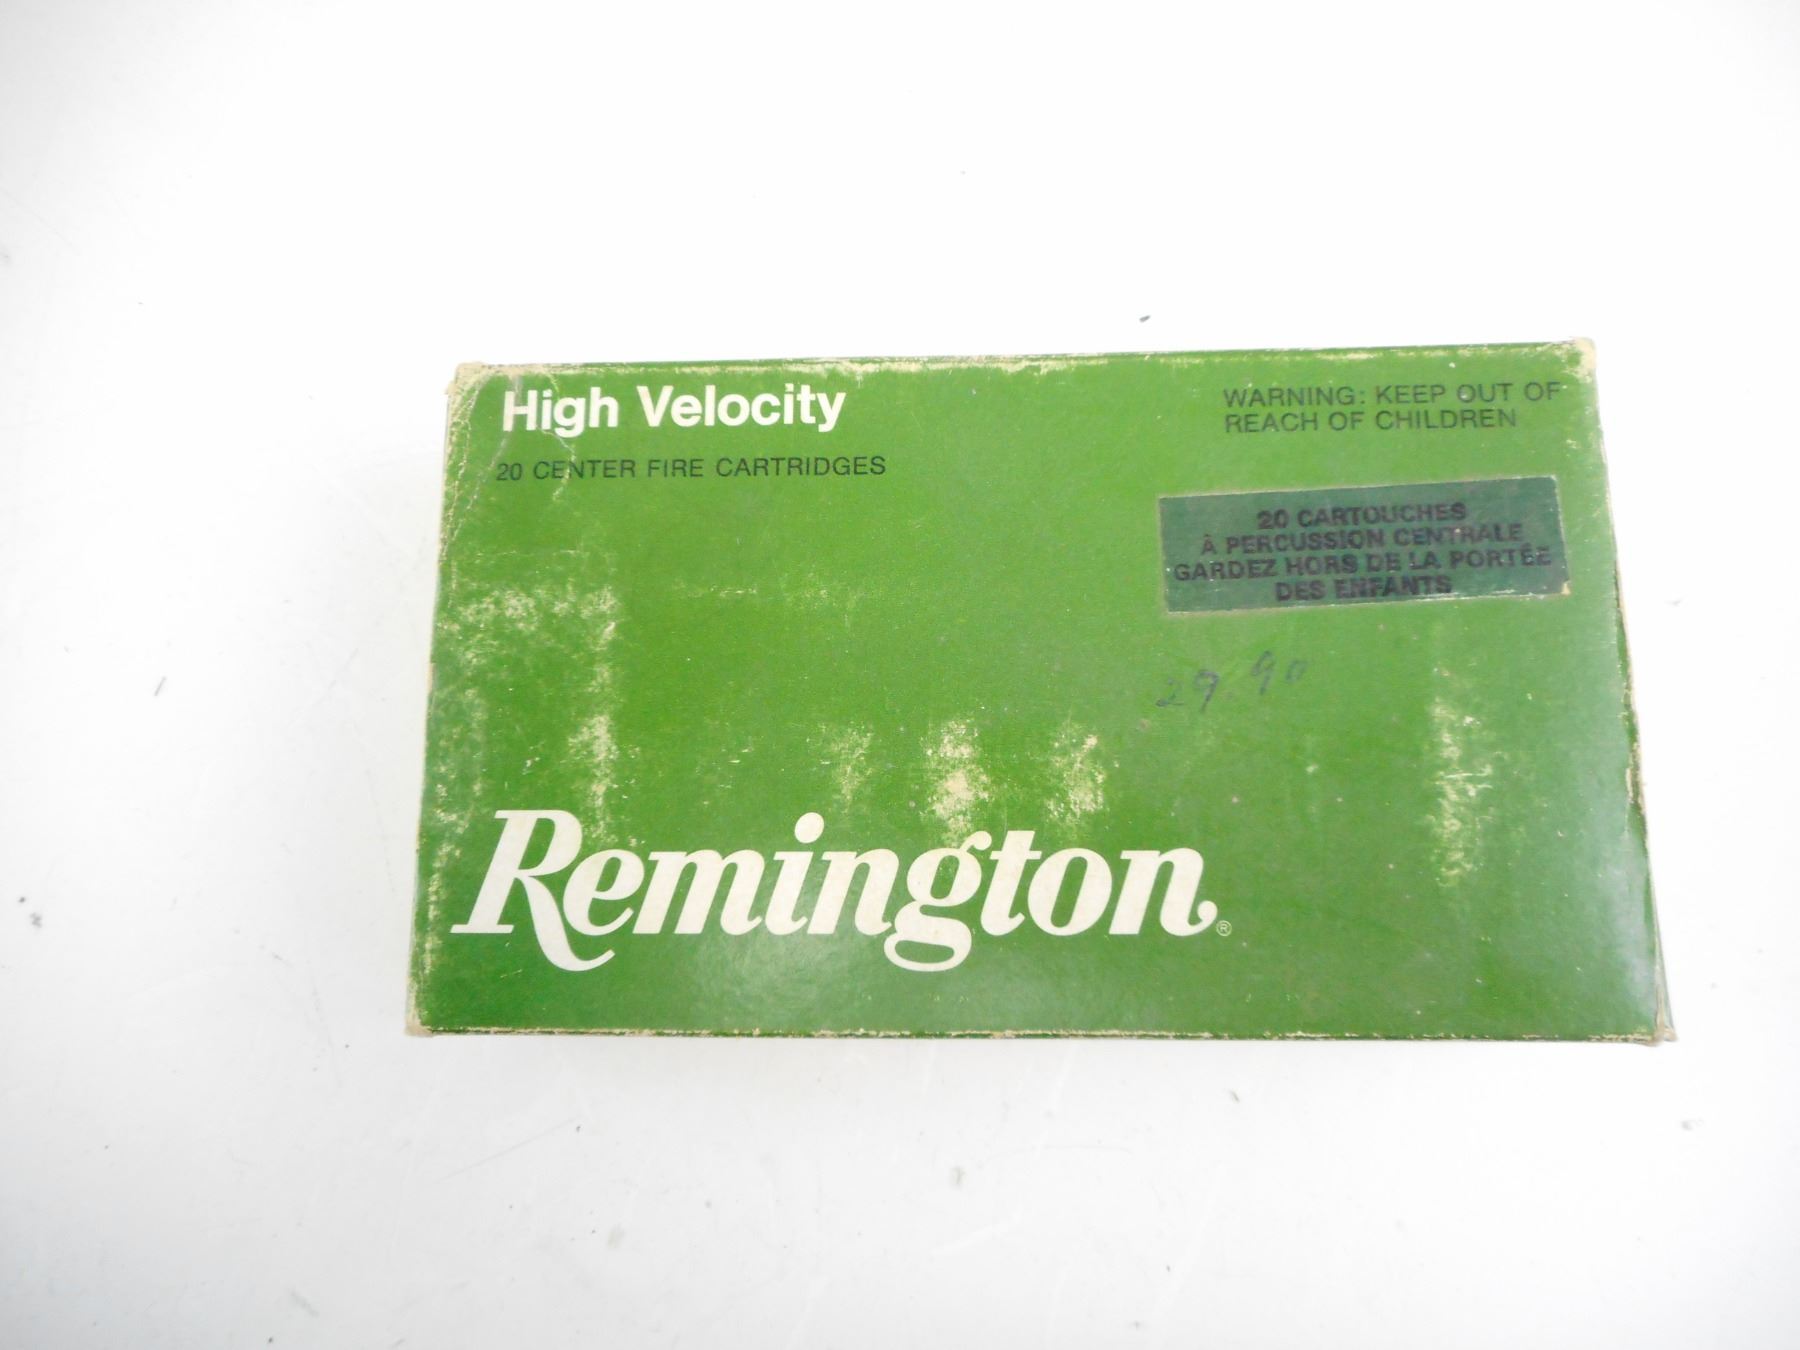 High Velocity
20 CENTER FIRE CARTRIDGES
WARNING: KEEP OUT OF
REACH OF CHILDREN
20 CARTOUCHES
À PERCUSSION CENTRALE
GARDEZ HORS DE LA PORTÉE
DES ENFANTS
29.90
Remington®